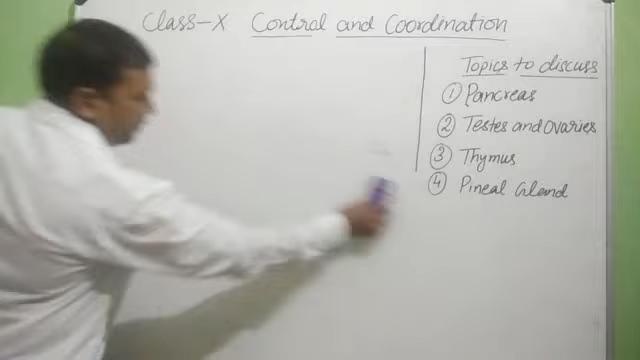 Class-X Control and Coordination
Topics to discuss
① Pancreas
② Testes and Ovaries
③ Thymus
④ Pineal Gland